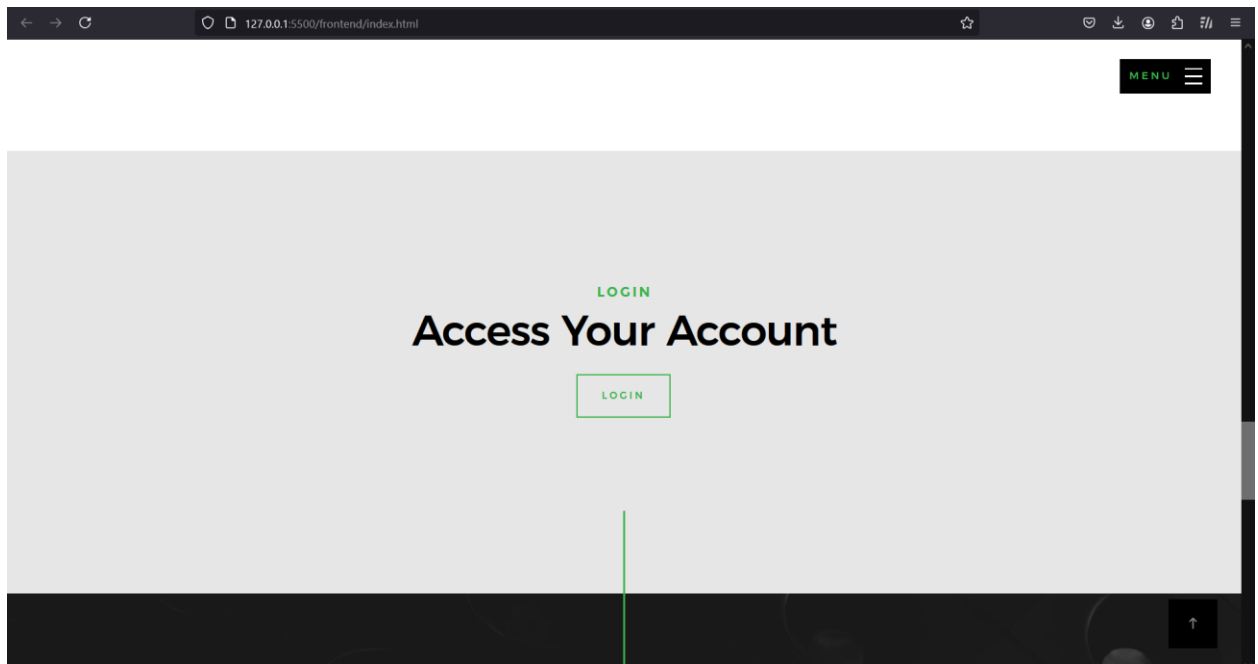 127.0.0.1:5500/frontend/index.html
MENU
LOGIN
Access Your Account
LOGIN